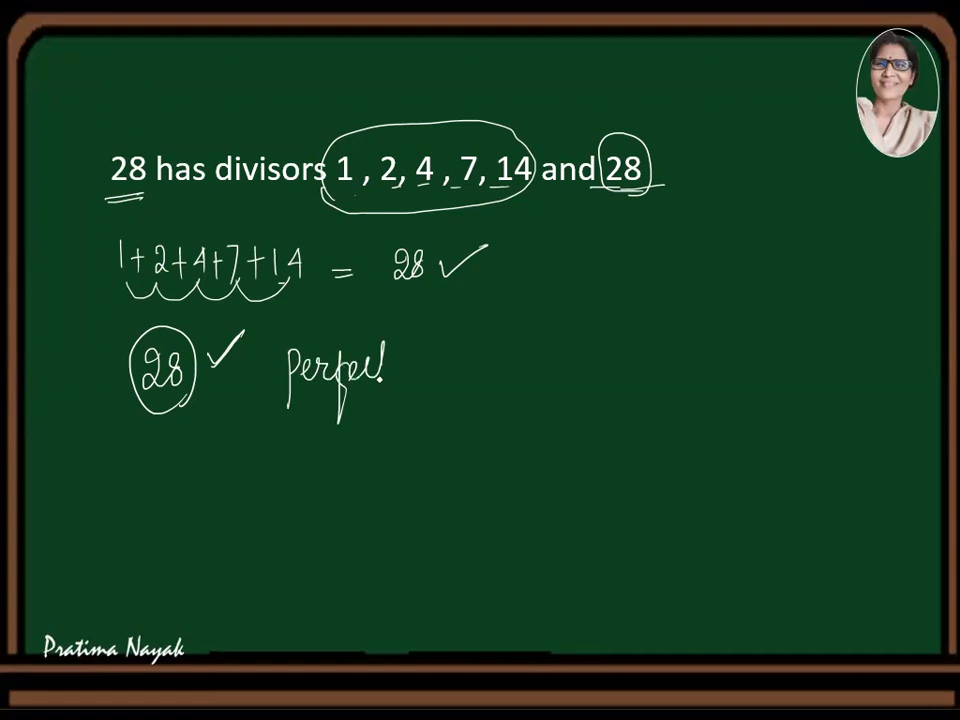 28 has divisors 1 , 2, 4 , 7, 14 and 28
1+2+4+7+14 = 28 ✓
28 ✓
Pratima Nayak